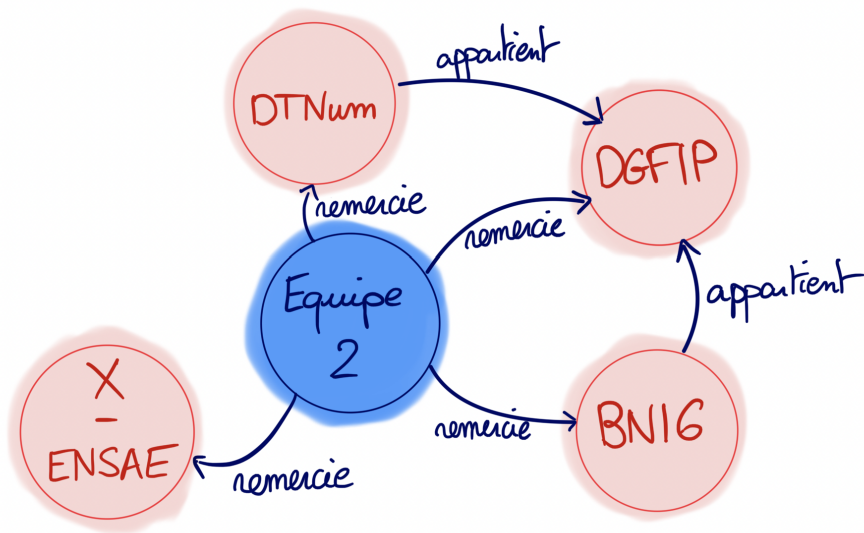 appartient
DTNum
DGFIP
remercie
remercie
appartient
Equipe
2
X
-
ENSAE
remercie
BNIG
remercie